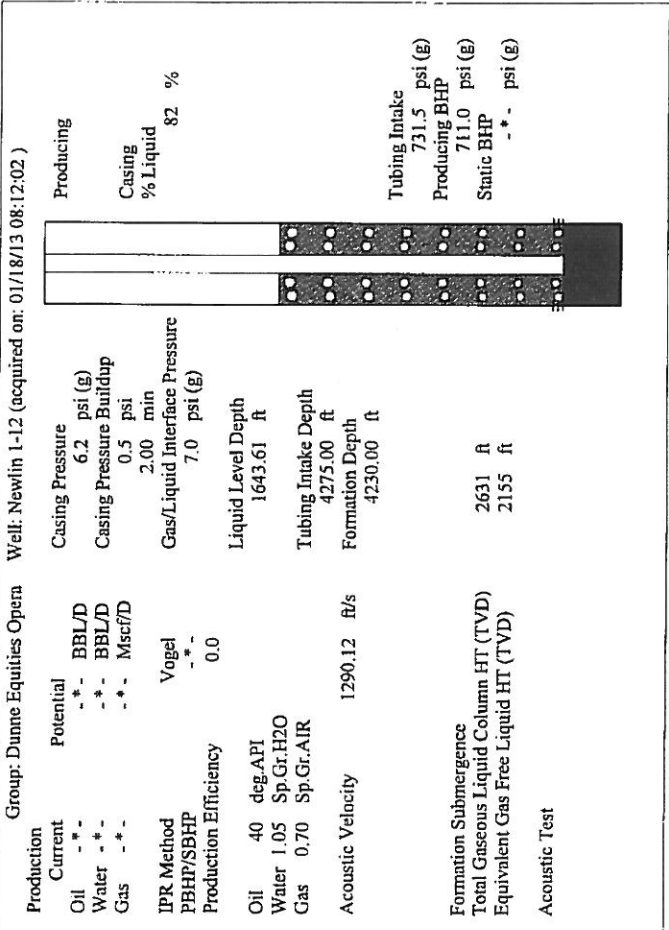 Group: Dunne Equities Opera Well: Newlin 1-12 (acquired on: 01/18/13 08:12:02 )
Production
Current Potential
Oil - * - - * - BBL/D
Water - * - - * - BBL/D
Gas - * - - * - Mscf/D
IPR Method Vogel
PBHP/SBHP - * -
Production Efficiency 0.0
Oil 40 deg.API
Water 1.05 Sp.Gr.H2O
Gas 0.70 Sp.Gr.AIR
Acoustic Velocity 1290.12 ft/s
Formation Submergence
Total Gaseous Liquid Column HT (TVD) 2631 ft
Equivalent Gas Free Liquid HT (TVD) 2155 ft
Acoustic Test
Casing Pressure
6.2 psi (g)
Casing Pressure Buildup
0.5 psi
2.00 min
Gas/Liquid Interface Pressure
7.0 psi (g)
Liquid Level Depth
1643.61 ft
Tubing Intake Depth
4275.00 ft
Formation Depth
4230.00 ft
Producing
Casing
% Liquid
82 %
Tubing Intake
731.5 psi (g)
Producing BHP
711.0 psi (g)
Static BHP
- * - psi (g)